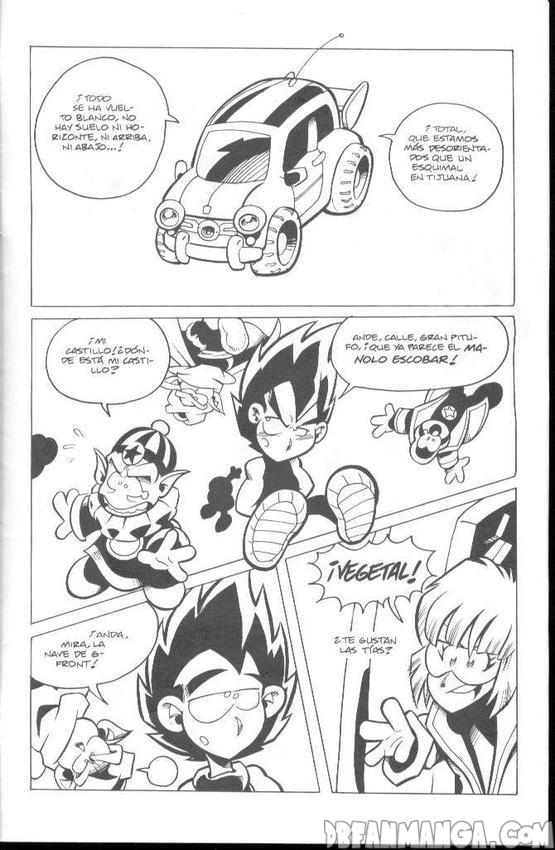 ¡TODO
SE HA VUEL-
TO BLANCO, NO
HAY SUELO NI HO-
RIZONTE, NI ARRIBA,
NI ABAJO...!
¡TOTAL,
QUE ESTAMOS
MÁS DESORIENTA-
DOS QUE UN
ESQUIMAL
EN TIJUANA!
¡MI
CASTILLO! ¿DÓN-
DE ESTÁ MI CASTI-
LLO?
ANDE, CALLE, GRAN PITU-
FO, ¡QUE YA PARECE EL MA-
NOLO ESCOBAR!
¡ANDA,
MIRA, LA
NAVE DE G-
FRONT!
¡VEGETAL!
¿TE GUSTAN
LAS TÍAS?
DBFANMANGA.COM